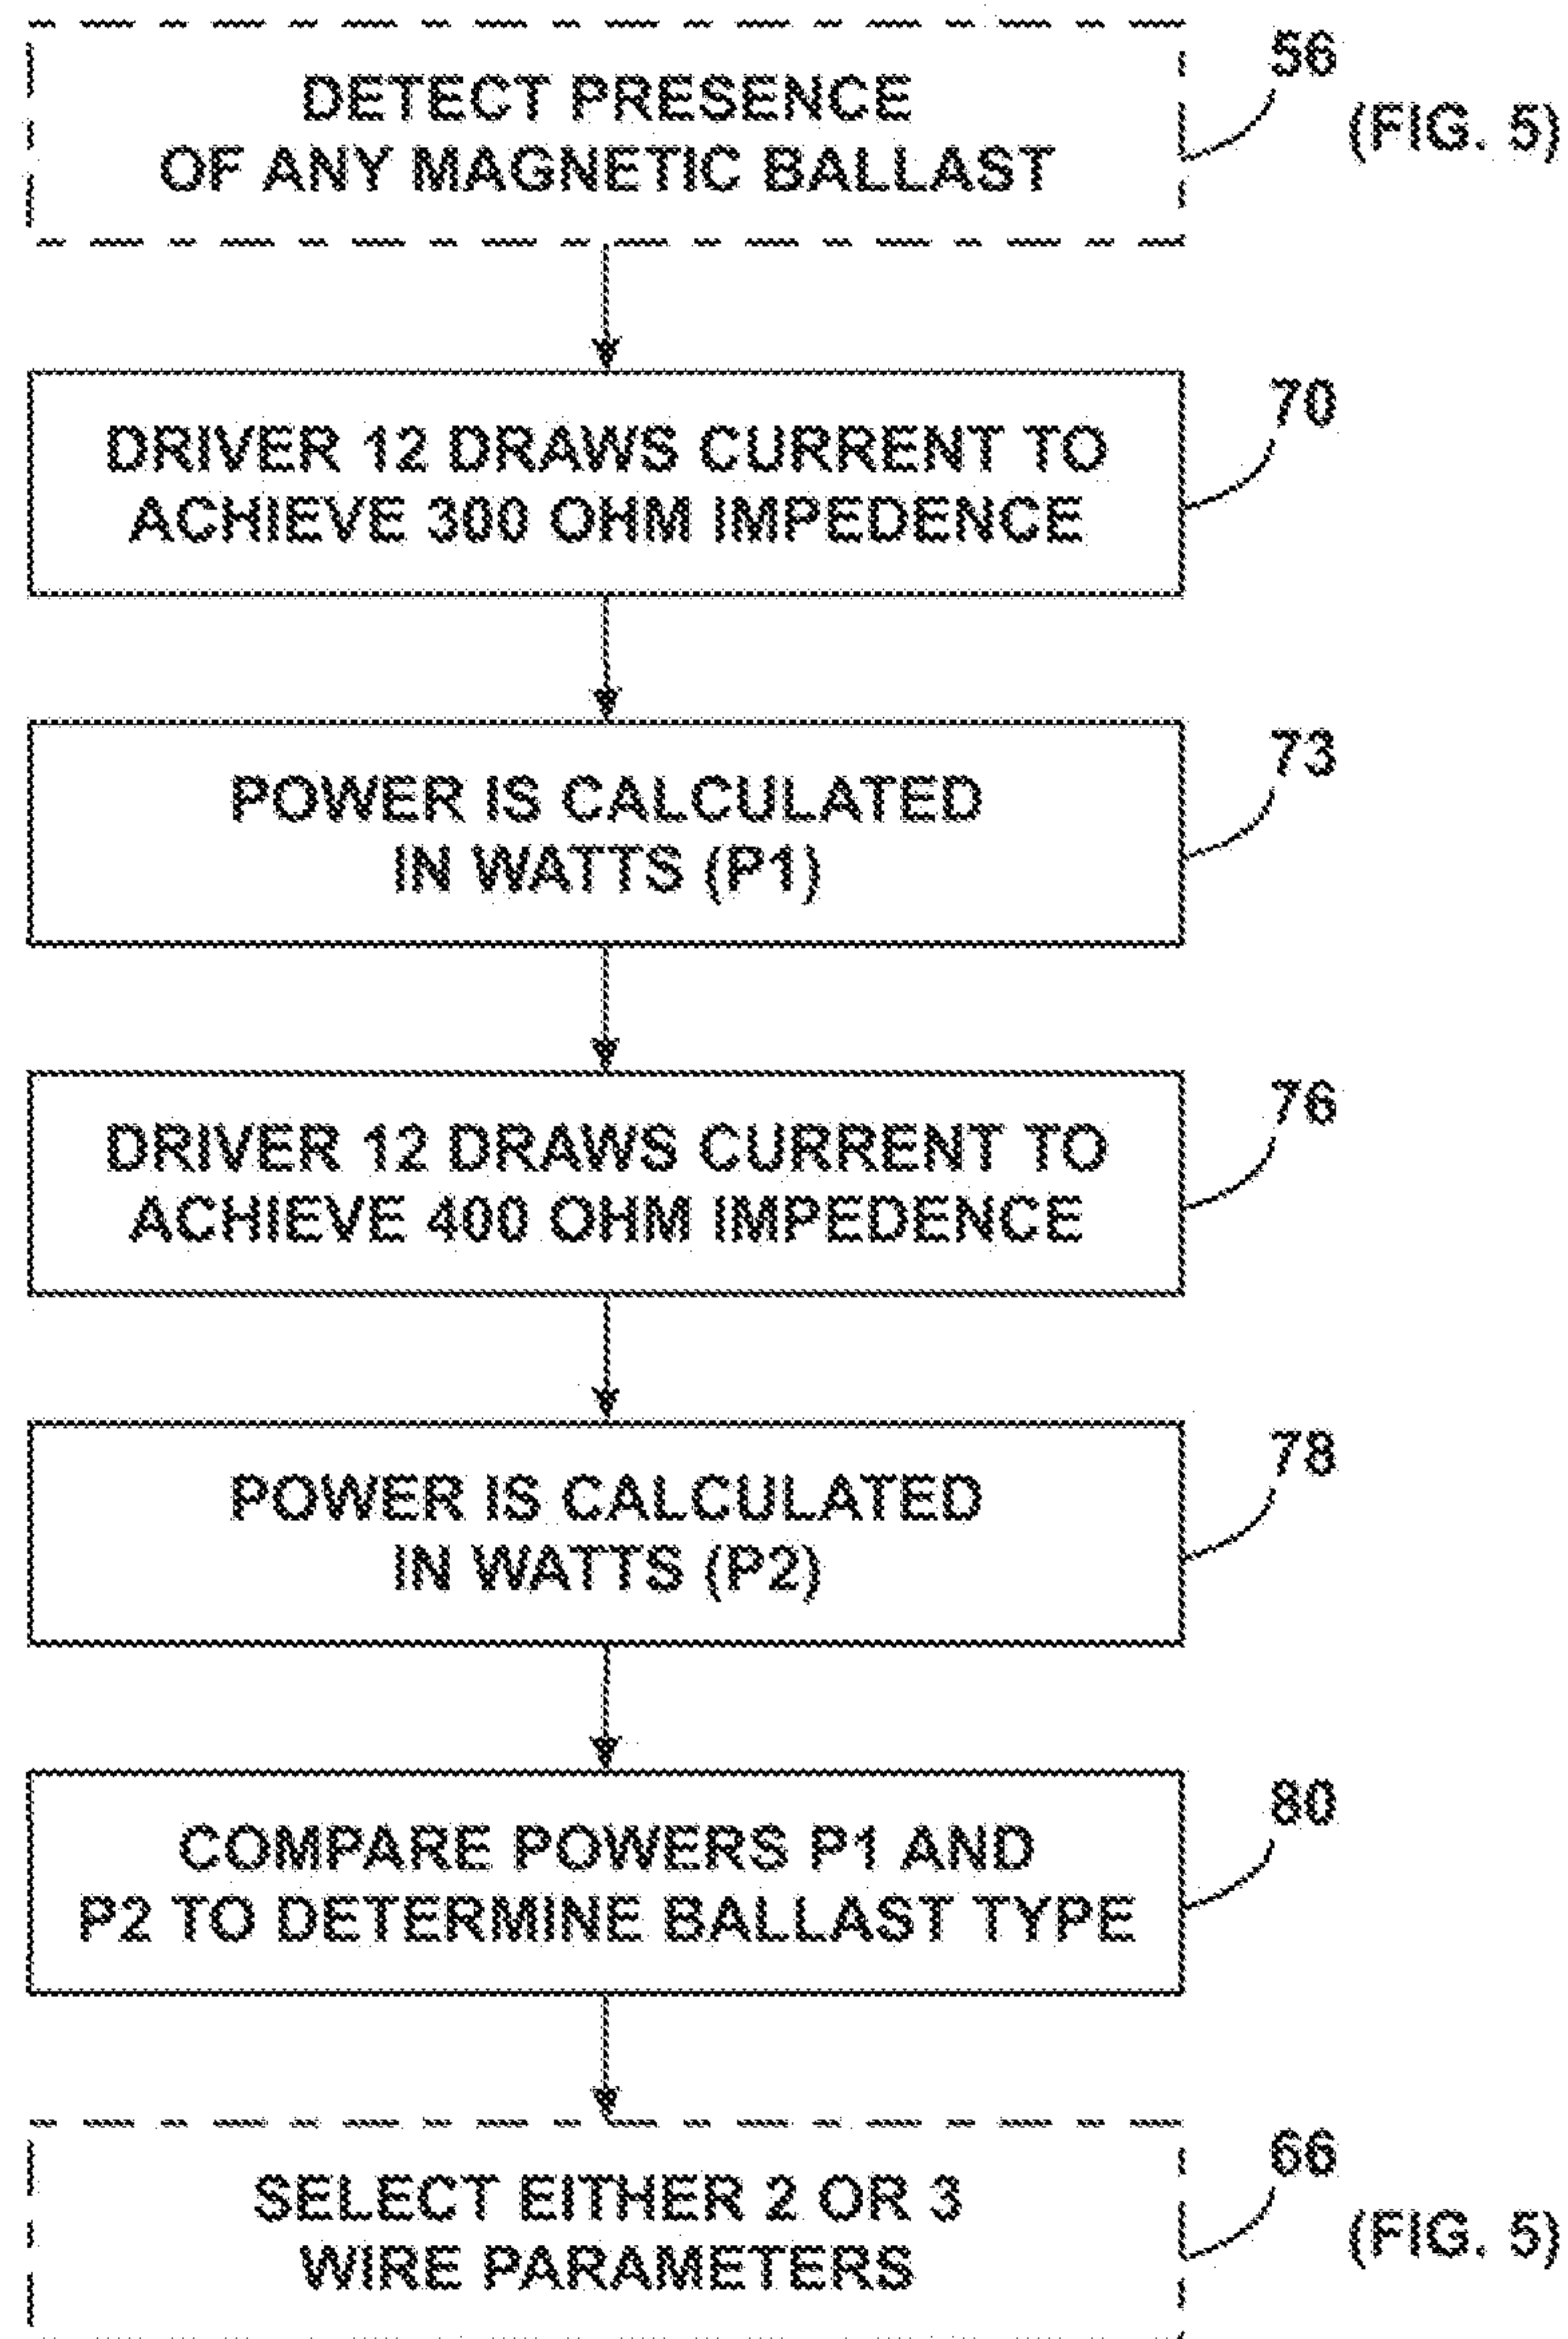 DETECT PRESENCE
OF ANY MAGNETIC BALLAST
56
(FIG. 5)
DRIVER 12 DRAWS CURRENT TO
ACHIEVE 300 OHM IMPEDENCE
70
POWER IS CALCULATED
IN WATTS (P1)
73
DRIVER 12 DRAWS CURRENT TO
ACHIEVE 400 OHM IMPEDENCE
76
POWER IS CALCULATED
IN WATTS (P2)
78
COMPARE POWERS P1 AND
P2 TO DETERMINE BALLAST TYPE
80
SELECT EITHER 2 OR 3
WIRE PARAMETERS
66
(FIG. 5)